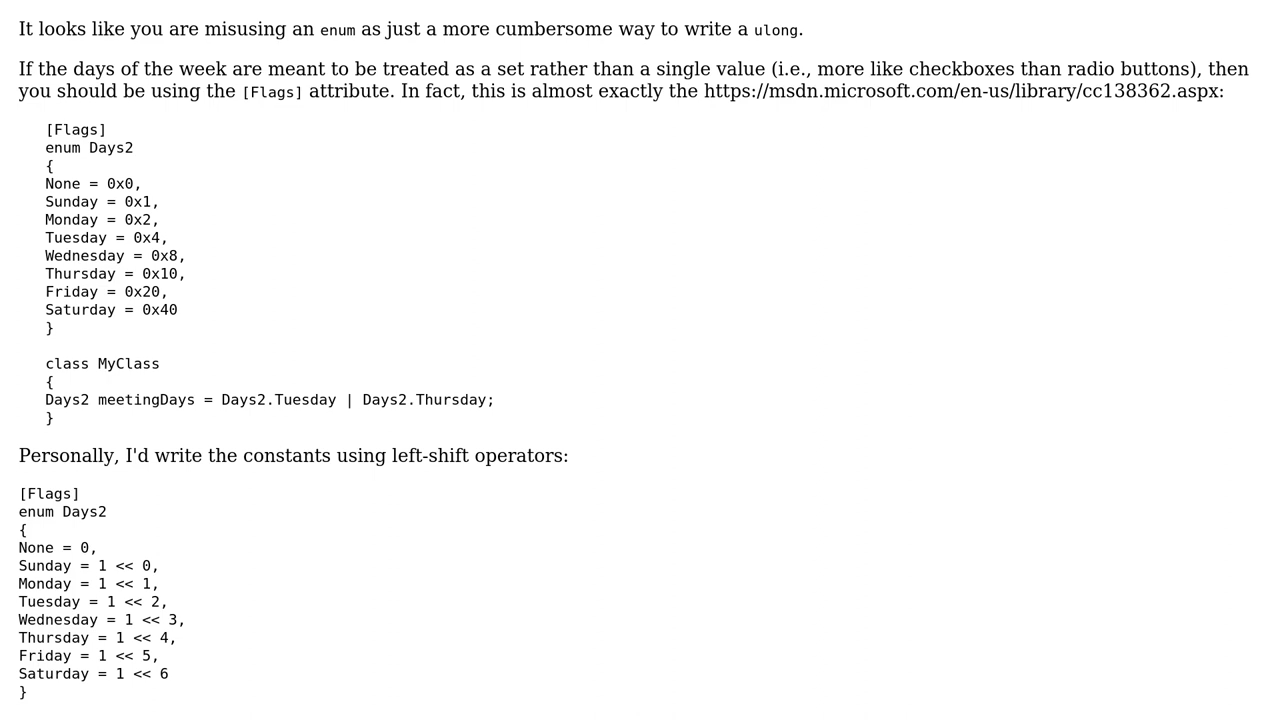 It looks like you are misusing an enum as just a more cumbersome way to write a ulong.
If the days of the week are meant to be treated as a set rather than a single value (i.e., more like checkboxes than radio buttons), then
you should be using the [Flags] attribute. In fact, this is almost exactly the https://msdn.microsoft.com/en-us/library/cc138362.aspx:
[Flags]
enum Days2
{
None = 0x0,
Sunday = 0x1,
Monday = 0x2,
Tuesday = 0x4,
Wednesday = 0x8,
Thursday = 0x10,
Friday = 0x20,
Saturday = 0x40
}
class MyClass
{
Days2 meetingDays = Days2.Tuesday | Days2.Thursday;
}
Personally, I'd write the constants using left-shift operators:
[Flags]
enum Days2
{
None = 0,
Sunday = 1 << 0,
Monday = 1 << 1,
Tuesday = 1 << 2,
Wednesday = 1 << 3,
Thursday = 1 << 4,
Friday = 1 << 5,
Saturday = 1 << 6
}